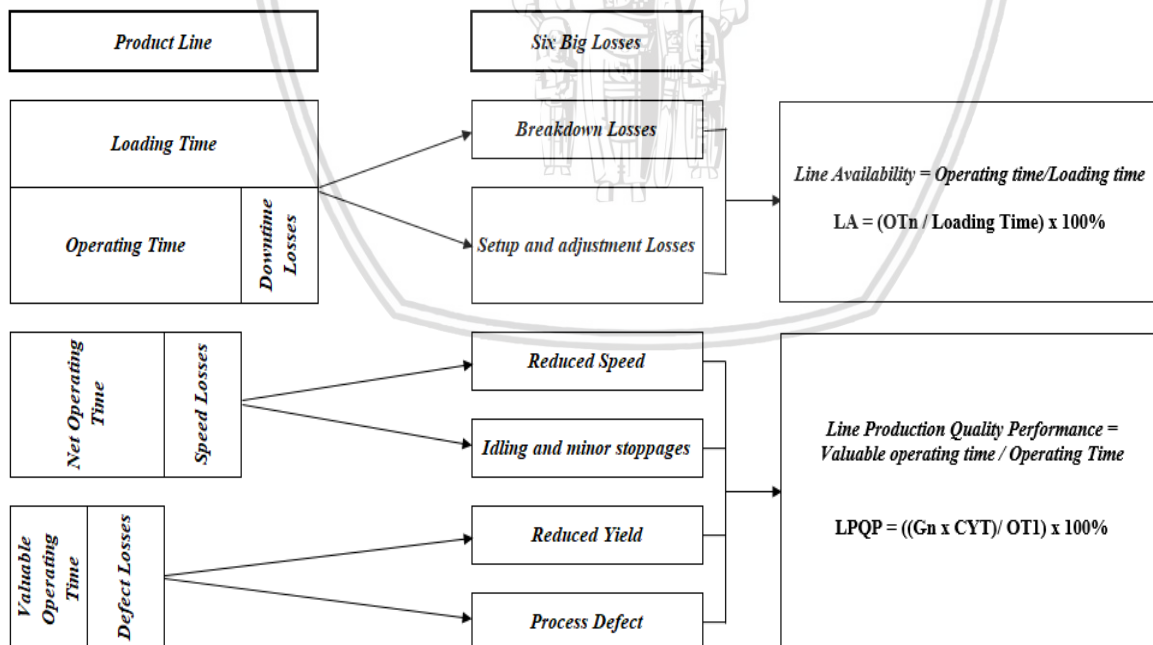 Product Line
Six Big Losses
Loading Time
Operating Time
Downtime
Losses
Breakdown Losses
Setup and adjustment Losses
Line Availability = Operating time/Loading time
LA = (OTn / Loading Time) x 100%
Net Operating
Time
Speed Losses
Reduced Speed
Idling and minor stoppages
Valuable
Operating
Time
Defect Losses
Reduced Yield
Process Defect
Line Production Quality Performance =
Valuable operating time / Operating Time
LPQP = ((Gn x CYT)/ OT1) x 100%